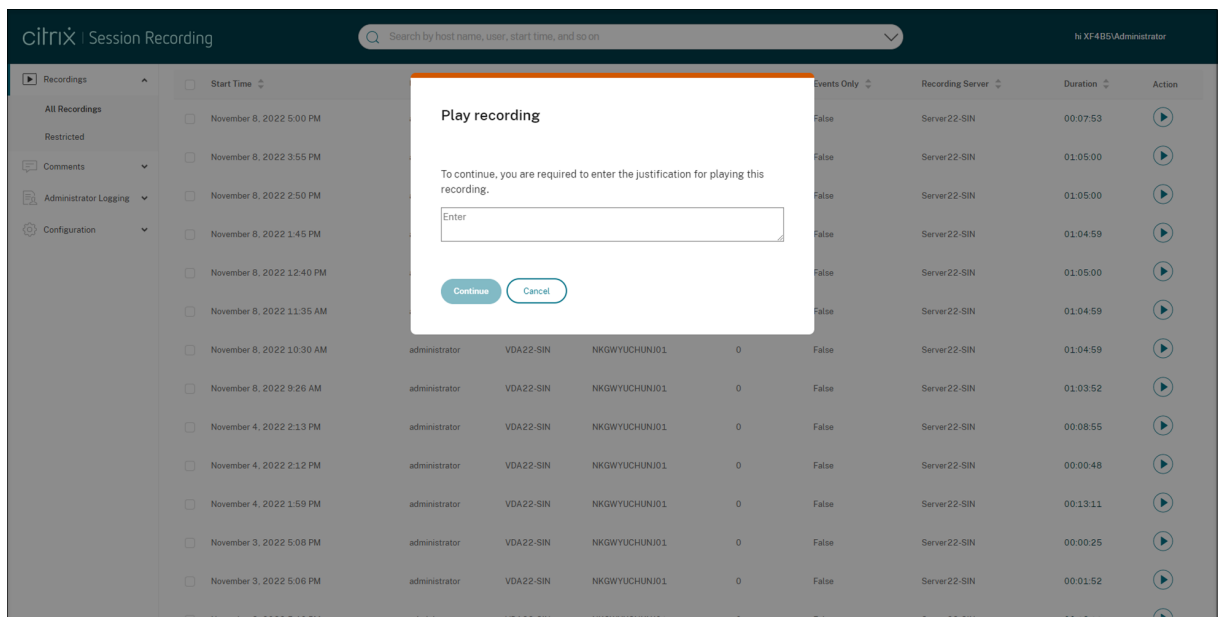 citrix | Session Recording
Search by host name, user, start time, and so on
hi XF4B5\Administrator
Recordings
All Recordings
Restricted
Comments
Administrator Logging
Configuration
Start Time Events Only Recording Server Duration Action
November 8, 2022 5:00 PM False Server22-SIN 00:07:53
November 8, 2022 3:55 PM False Server22-SIN 01:05:00
November 8, 2022 2:50 PM False Server22-SIN 01:05:00
November 8, 2022 1:45 PM False Server22-SIN 01:04:59
November 8, 2022 12:40 PM False Server22-SIN 01:05:00
November 8, 2022 11:35 AM False Server22-SIN 01:04:59
November 8, 2022 10:30 AM administrator VDA22-SIN NKGWYUCHUNJ01 0 False Server22-SIN 01:04:59
November 8, 2022 9:26 AM administrator VDA22-SIN NKGWYUCHUNJ01 0 False Server22-SIN 01:03:52
November 4, 2022 2:13 PM administrator VDA22-SIN NKGWYUCHUNJ01 0 False Server22-SIN 00:08:55
November 4, 2022 2:12 PM administrator VDA22-SIN NKGWYUCHUNJ01 0 False Server22-SIN 00:00:48
November 4, 2022 1:59 PM administrator VDA22-SIN NKGWYUCHUNJ01 0 False Server22-SIN 00:13:11
November 3, 2022 5:08 PM administrator VDA22-SIN NKGWYUCHUNJ01 0 False Server22-SIN 00:00:25
November 3, 2022 5:06 PM administrator VDA22-SIN NKGWYUCHUNJ01 0 False Server22-SIN 00:01:52
Play recording
To continue, you are required to enter the justification for playing this
recording.
Enter
Continue Cancel